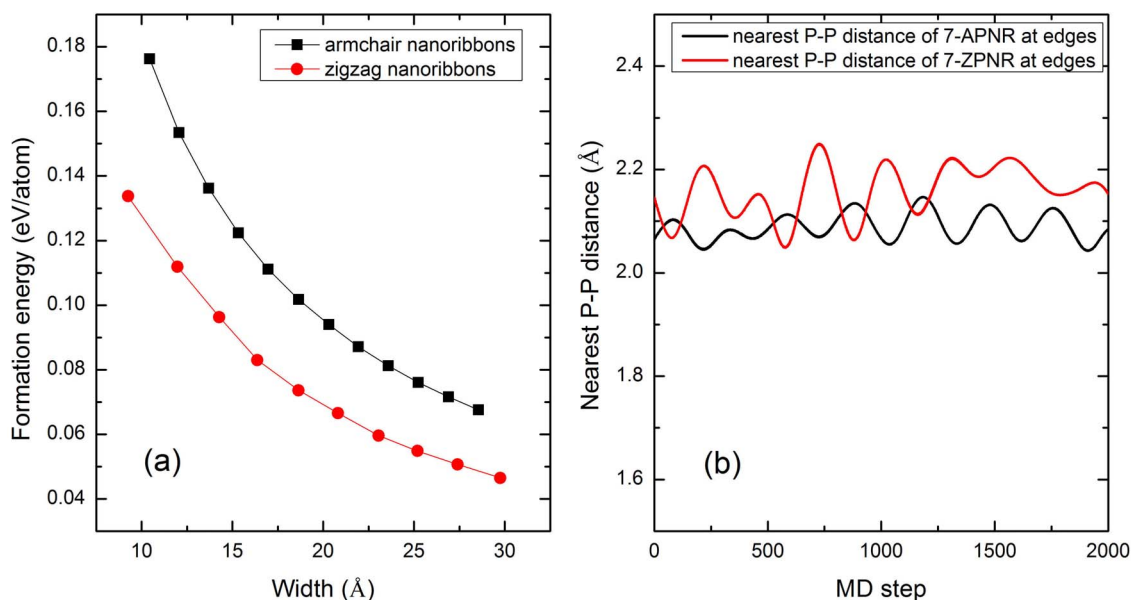 armchair nanoribbons
zigzag nanoribbons
Formation energy (eV/atom)
0.18
0.16
0.14
0.12
0.10
0.08
0.06
0.04
(a)
10 15 20 25 30
Width (Å)
nearest P-P distance of 7-APNR at edges
nearest P-P distance of 7-ZPNR at edges
Nearest P-P distance (Å)
2.4
2.2
2.0
1.8
1.6
(b)
0 500 1000 1500 2000
MD step